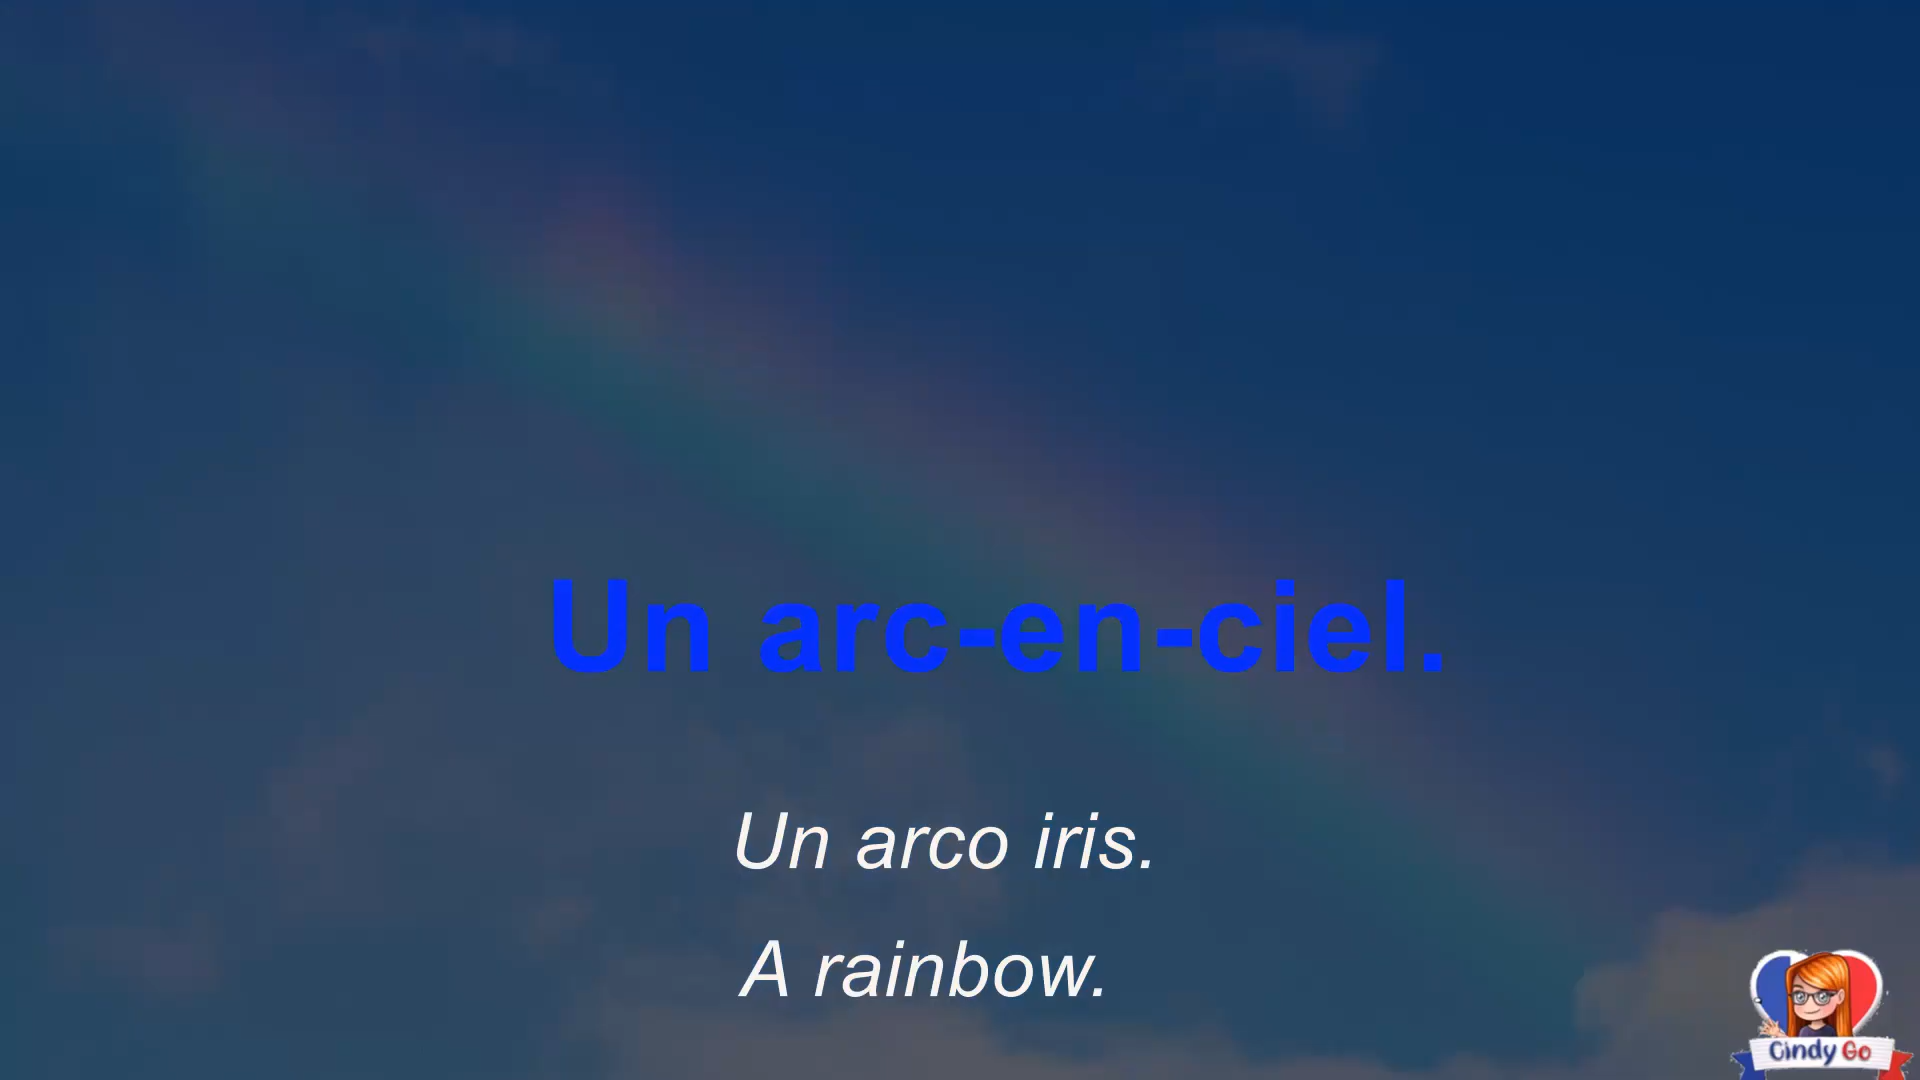 Un arc-en-ciel.
Un arco iris.
A rainbow.
Cindy Go